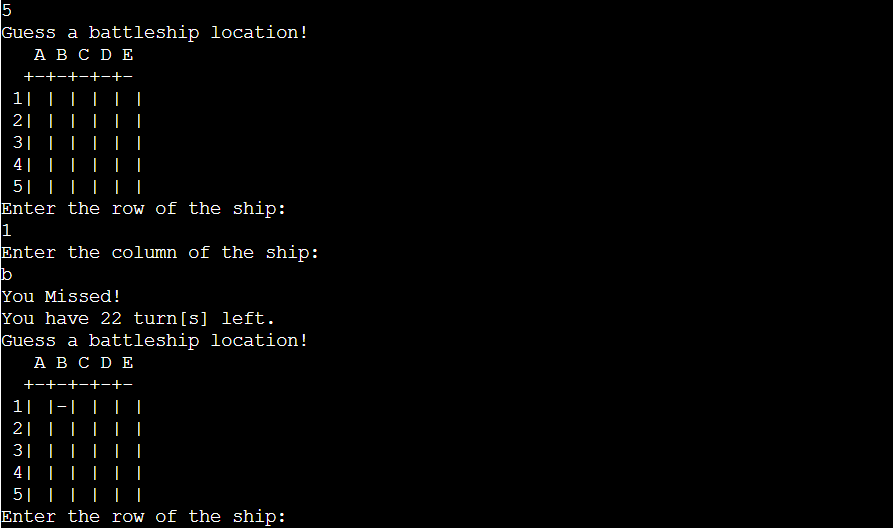 5
Guess a battleship location!
   A B C D E
  +-+-+-+-+-
 1| | | | | |
 2| | | | | |
 3| | | | | |
 4| | | | | |
 5| | | | | |
Enter the row of the ship:
1
Enter the column of the ship:
b
You Missed!
You have 22 turn[s] left.
Guess a battleship location!
   A B C D E
  +-+-+-+-+-
 1| |-| | | |
 2| | | | | |
 3| | | | | |
 4| | | | | |
 5| | | | | |
Enter the row of the ship: